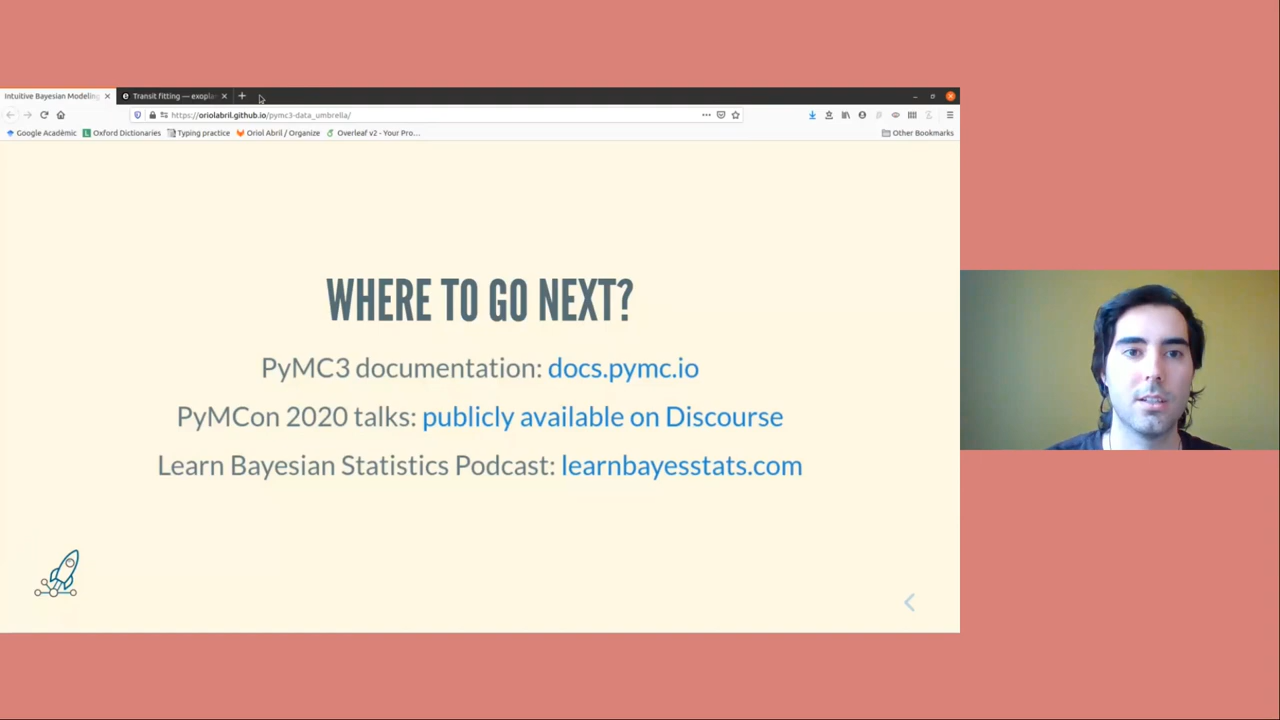 Intuitive Bayesian Modeling
Transit fitting — exopla
https://oriolabril.github.io/pymc3-data_umbrella/
Google Acadèmic
Oxford Dictionaries
Typing practice
Oriol Abril / Organize
Overleaf v2 - Your Pro...
Other Bookmarks
WHERE TO GO NEXT?
PyMC3 documentation: docs.pymc.io
PyMCon 2020 talks: publicly available on Discourse
Learn Bayesian Statistics Podcast: learnbayesstats.com